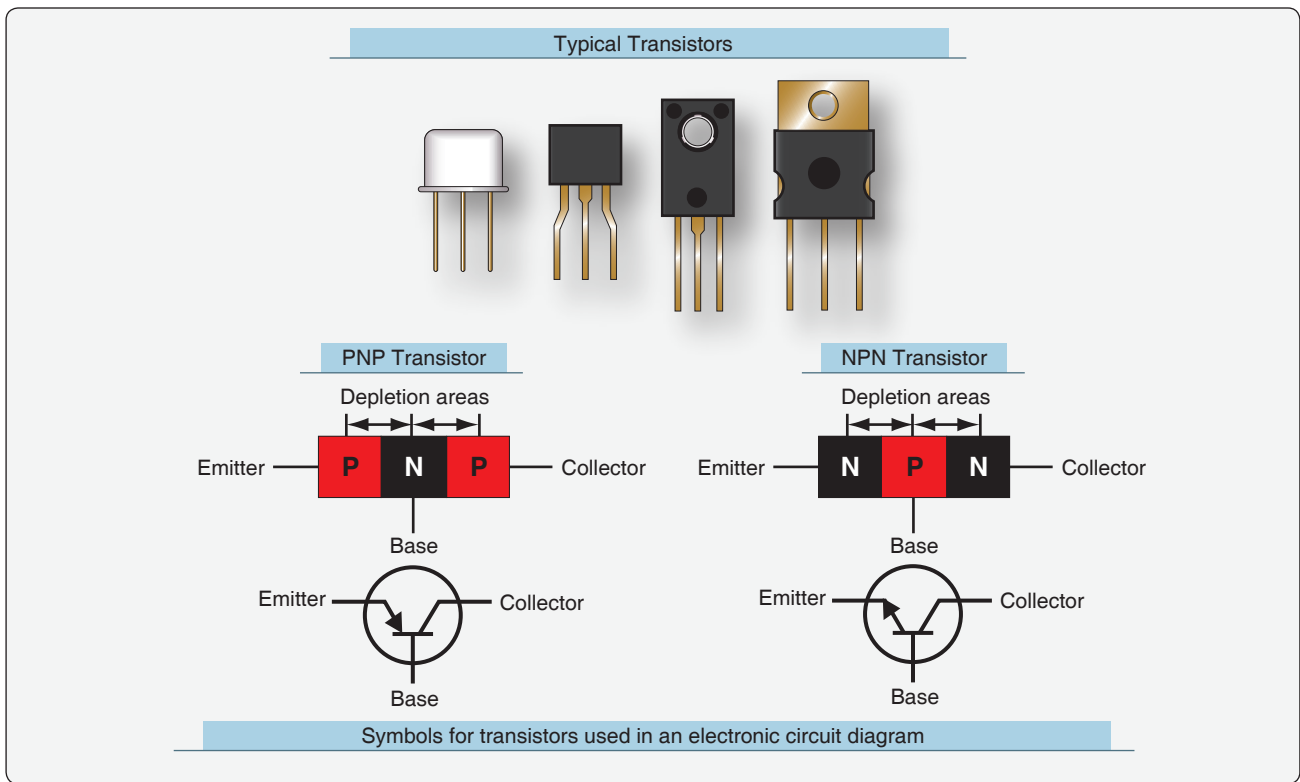 Typical Transistors
PNP Transistor
NPN Transistor
Depletion areas
Depletion areas
Emitter
P
N
P
Collector
Emitter
N
P
N
Collector
Base
Base
Emitter
Collector
Emitter
Collector
Base
Base
Symbols for transistors used in an electronic circuit diagram